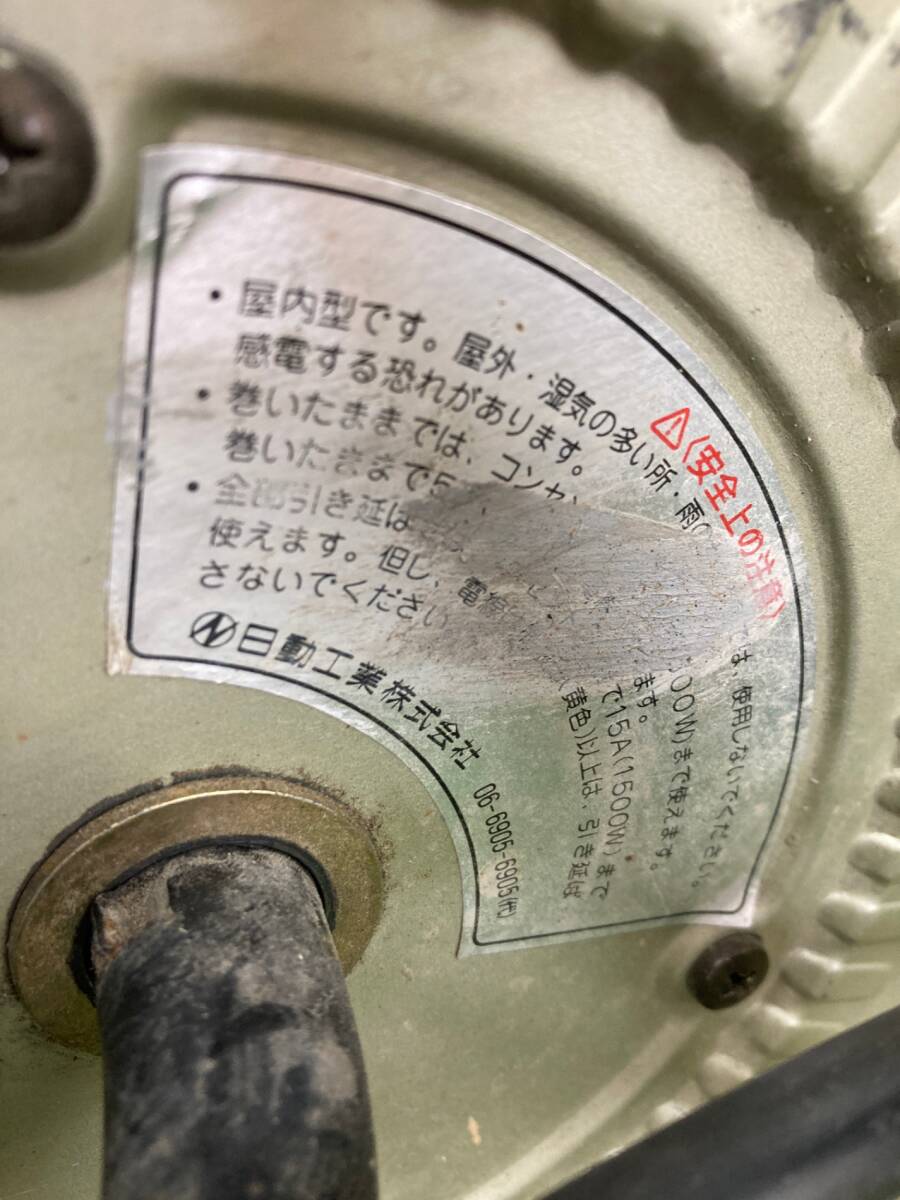 ⚠〈安全上の注意〉
・屋内型です。屋外・湿気の多い所・雨の では、使用しないでください。
感電する恐れがあります。
・巻いたままでは、コンセン 00W)まで使えます。
巻いたままで5 ます。
・全部引き延ば で15A(1500W)まで
使えます。但し、電線 (黄色)以上は、引き延ば
さないでください
日動工業株式会社 06-6905-6905(代)